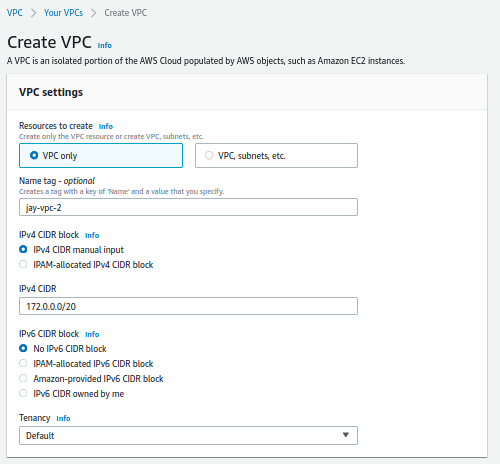 VPC > Your VPCs > Create VPC
Create VPC Info
A VPC is an isolated portion of the AWS Cloud populated by AWS objects, such as Amazon EC2 instances.
VPC settings
Resources to create Info
Create only the VPC resource or create VPC, subnets, etc.
VPC only
VPC, subnets, etc.
Name tag - optional
Creates a tag with a key of 'Name' and a value that you specify.
jay-vpc-2
IPv4 CIDR block Info
IPv4 CIDR manual input
IPAM-allocated IPv4 CIDR block
IPv4 CIDR
172.0.0.0/20
IPv6 CIDR block Info
No IPv6 CIDR block
IPAM-allocated IPv6 CIDR block
Amazon-provided IPv6 CIDR block
IPv6 CIDR owned by me
Tenancy Info
Default